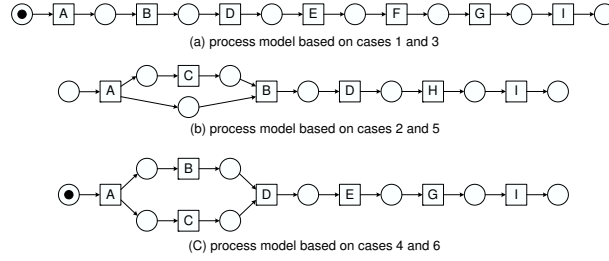 A B D E F G I
(a) process model based on cases 1 and 3
C
A B D H I
(b) process model based on cases 2 and 5
B
A D E G I
C
(C) process model based on cases 4 and 6